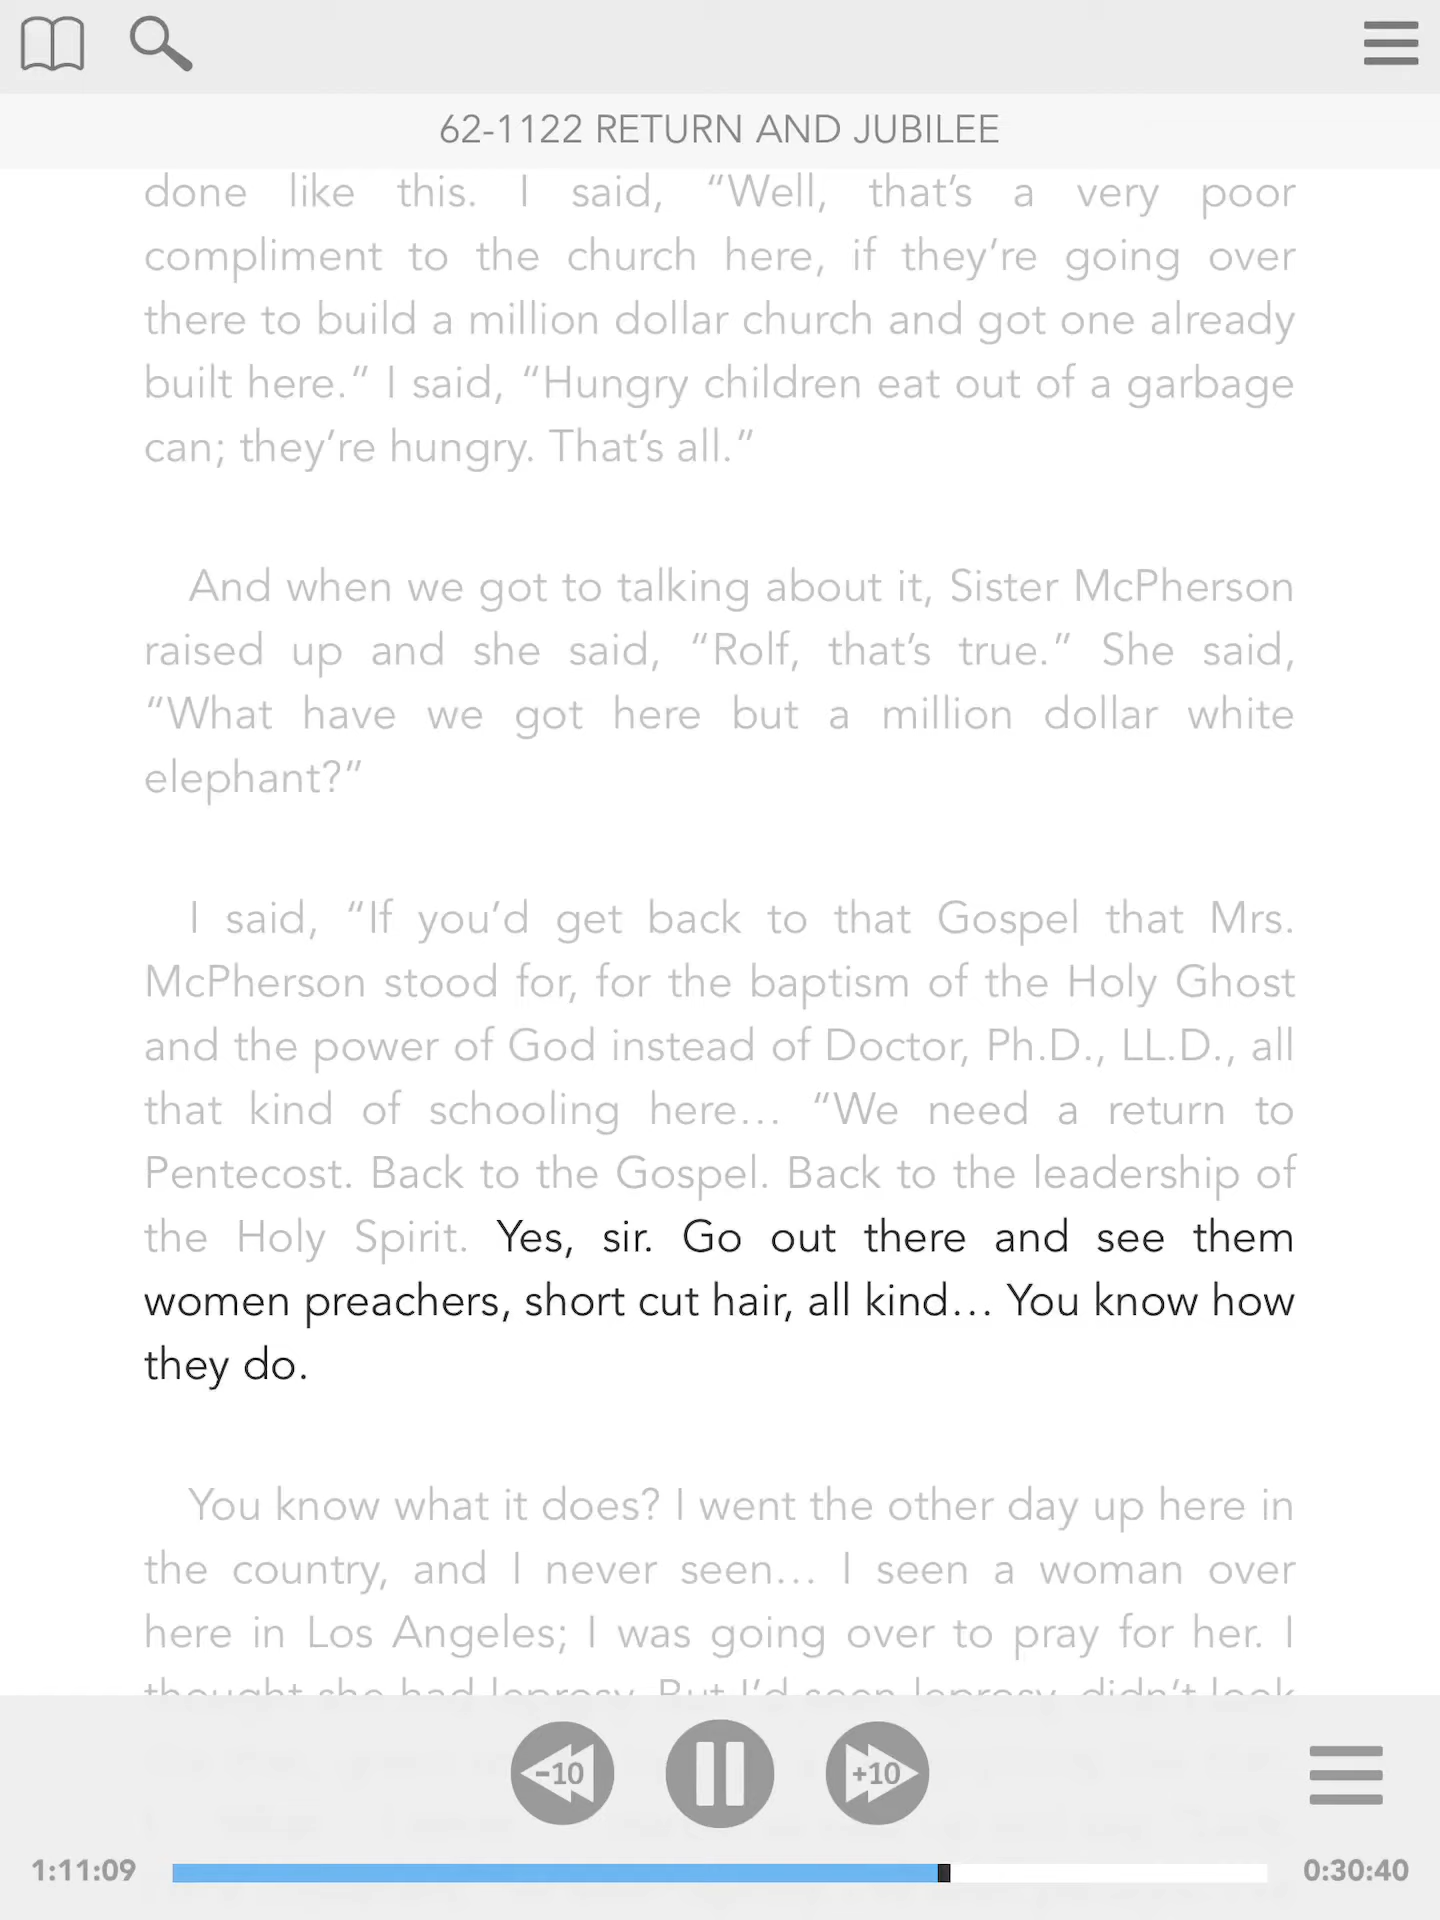 62-1122 RETURN AND JUBILEE
done like this. I said, “Well, that’s a very poor
compliment to the church here, if they’re going over
there to build a million dollar church and got one already
built here.” I said, “Hungry children eat out of a garbage
can; they’re hungry. That’s all.”
And when we got to talking about it, Sister McPherson
raised up and she said, “Rolf, that’s true.” She said,
“What have we got here but a million dollar white
elephant?”
I said, “If you’d get back to that Gospel that Mrs.
McPherson stood for, for the baptism of the Holy Ghost
and the power of God instead of Doctor, Ph.D., LL.D., all
that kind of schooling here… “We need a return to
Pentecost. Back to the Gospel. Back to the leadership of
the Holy Spirit. Yes, sir. Go out there and see them
women preachers, short cut hair, all kind… You know how
they do.
You know what it does? I went the other day up here in
the country, and I never seen… I seen a woman over
here in Los Angeles; I was going over to pray for her. I
thought she had leprosy. But I’d seen leprosy, didn’t look
-10
+10
1:11:09
0:30:40